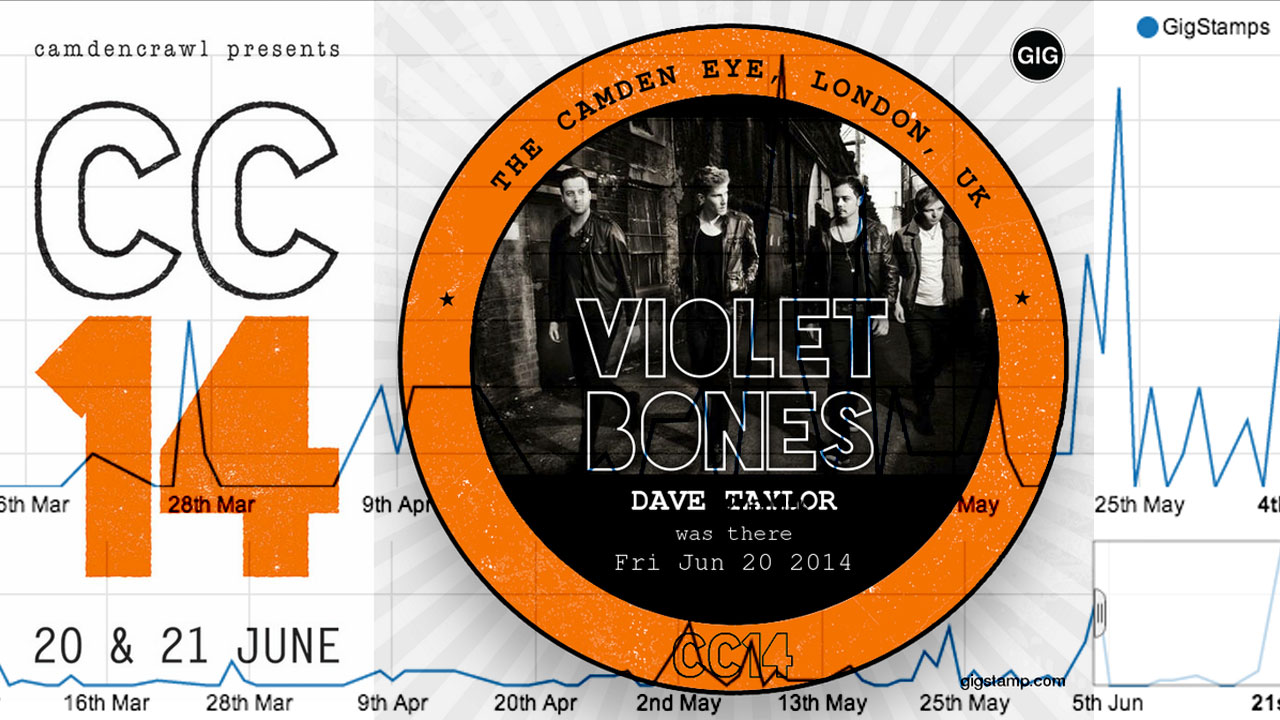 camdencrawl presents
CC
14
20 & 21 JUNE
THE CAMDEN EYE, LONDON, UK
VIOLET
BONES
DAVE TAYLOR
was there
Fri Jun 20 2014
CC14
GIG
GigStamps
gigstamp.com
6th Mar 28th Mar 9th Apr May 25th May 4t
16th Mar 28th Mar 9th Apr 20th Apr 2nd May 13th May 25th May 5th Jun 21s